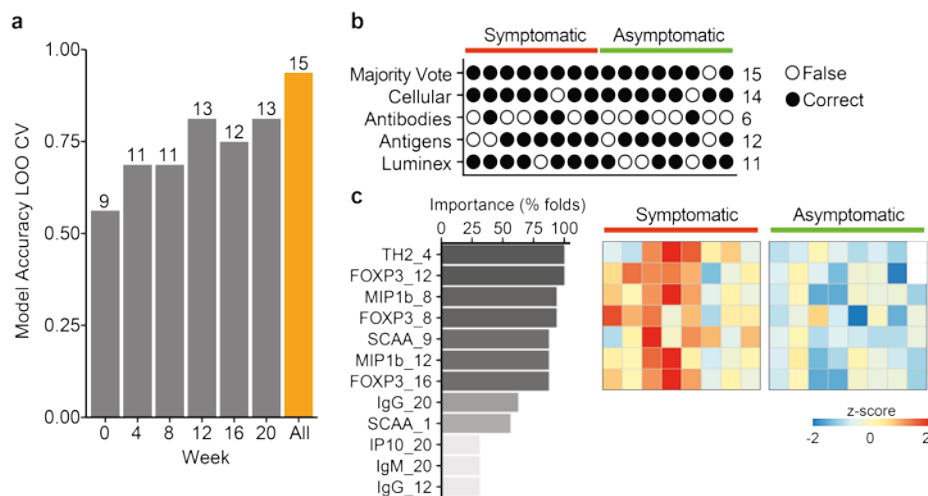 a
Model Accuracy LOO CV
1.00
0.75
0.50
0.25
0.00
9
11
11
13
12
13
15
0 4 8 12 16 20 All
Week
b
Symptomatic Asymptomatic
Majority Vote 15
Cellular 14
Antibodies 6
Antigens 12
Luminex 11
False
Correct
c
Importance (% folds)
0 25 50 75 100
TH2_4
FOXP3_12
MIP1b_8
FOXP3_8
SCAA_9
MIP1b_12
FOXP3_16
IgG_20
SCAA_1
IP10_20
IgM_20
IgG_12
Symptomatic Asymptomatic
z-score
-2 0 2